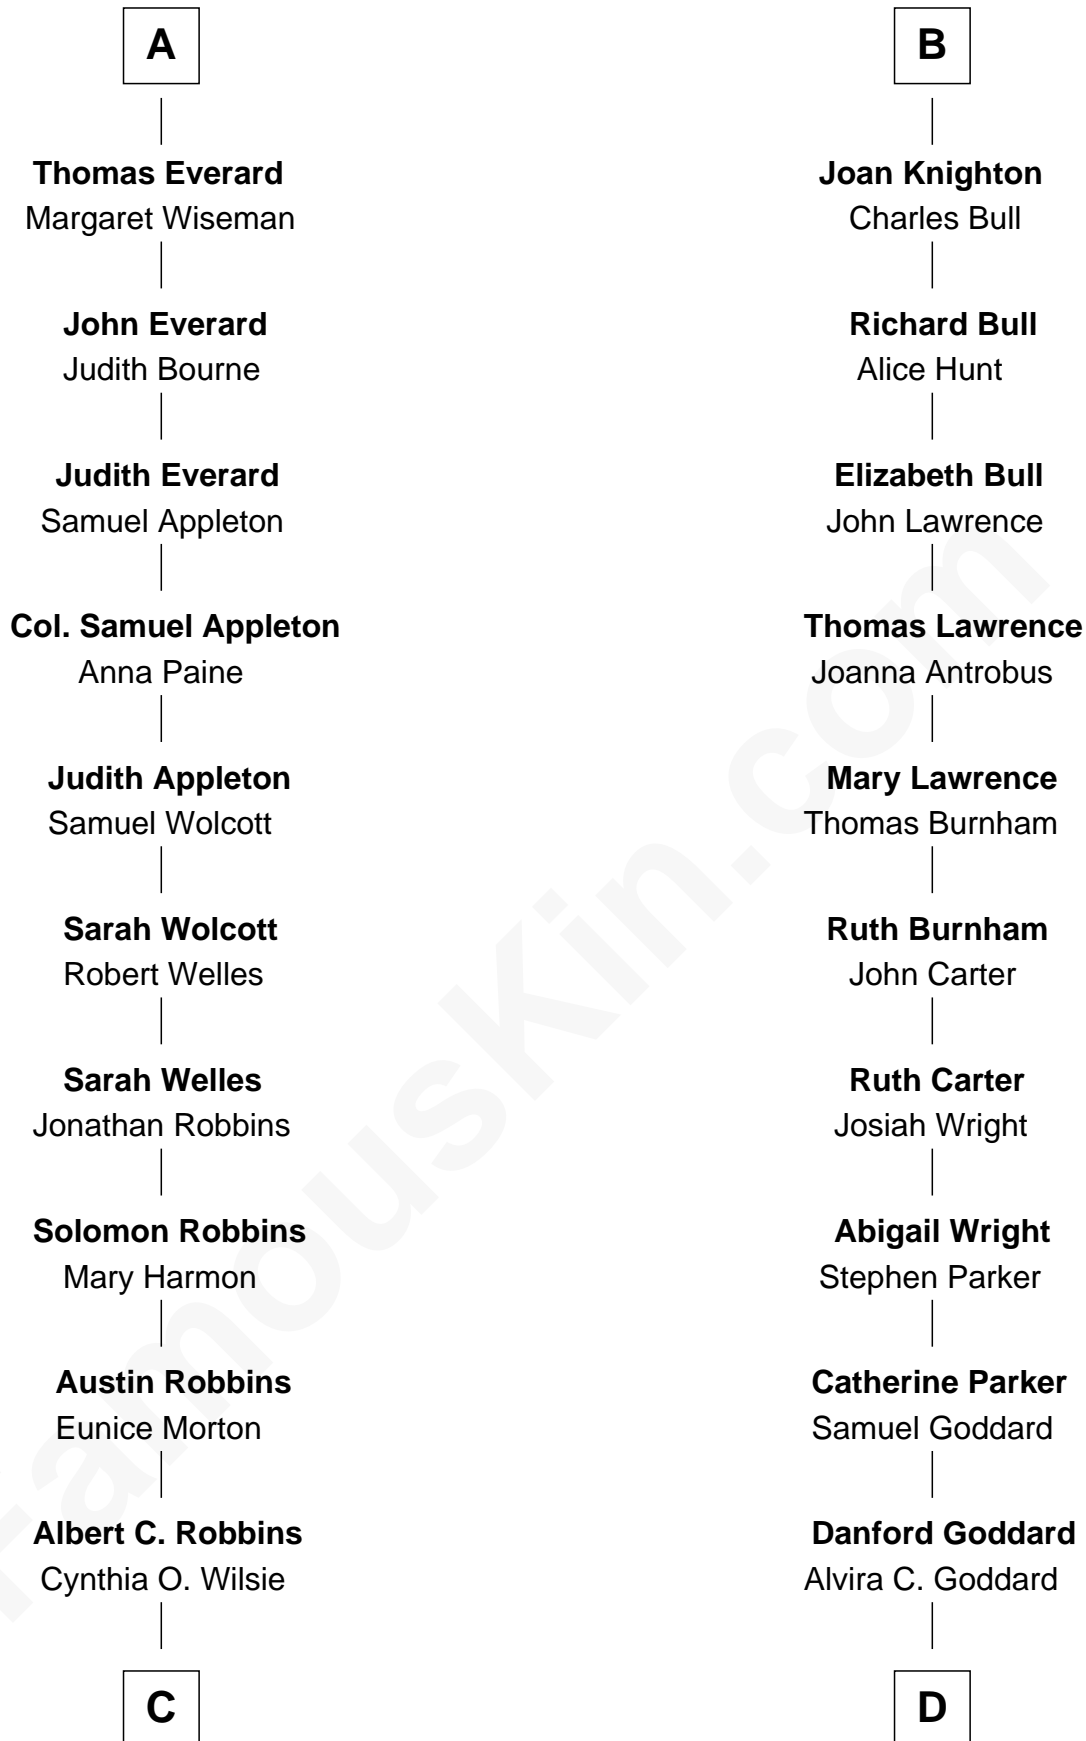 A
Thomas Everard
Margaret Wiseman
John Everard
Judith Bourne
Judith Everard
Samuel Appleton
Col. Samuel Appleton
Anna Paine
Judith Appleton
Samuel Wolcott
Sarah Wolcott
Robert Welles
Sarah Welles
Jonathan Robbins
Solomon Robbins
Mary Harmon
Austin Robbins
Eunice Morton
Albert C. Robbins
Cynthia O. Wilsie
C
B
Joan Knighton
Charles Bull
Richard Bull
Alice Hunt
Elizabeth Bull
John Lawrence
Thomas Lawrence
Joanna Antrobus
Mary Lawrence
Thomas Burnham
Ruth Burnham
John Carter
Ruth Carter
Josiah Wright
Abigail Wright
Stephen Parker
Catherine Parker
Samuel Goddard
Danford Goddard
Alvira C. Goddard
D
FamousKin.com